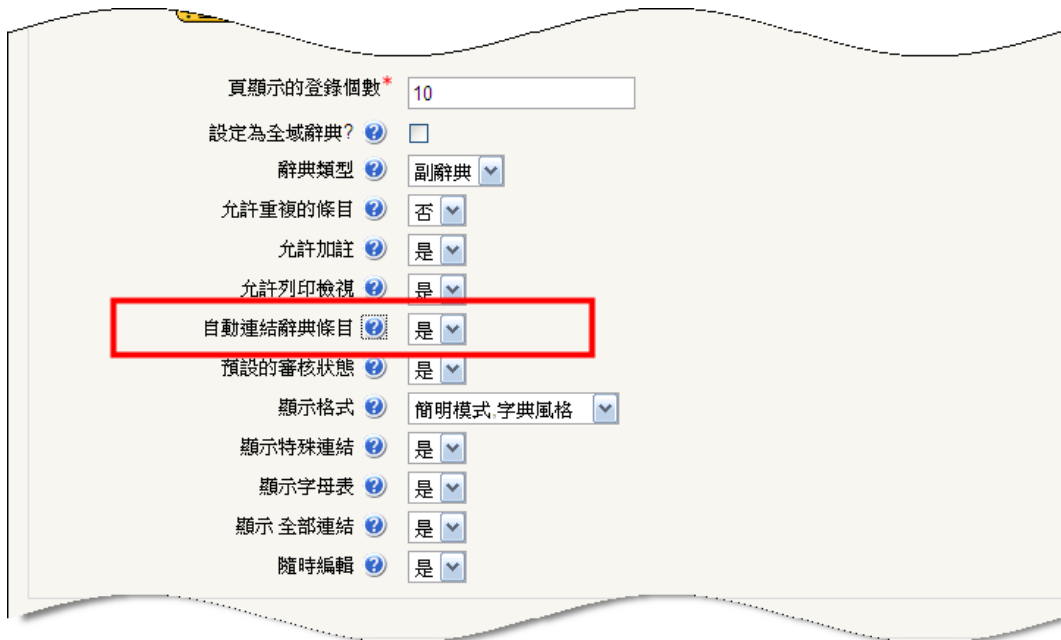 頁顯示的登錄個數* 10
設定為全域辭典?
辭典類型 副辭典
允許重複的條目 否
允許加註 是
允許列印檢視 是
自動連結辭典條目 是
預設的審核狀態 是
顯示格式 簡明模式,字典風格
顯示特殊連結 是
顯示字母表 是
顯示 全部連結 是
隨時編輯 是